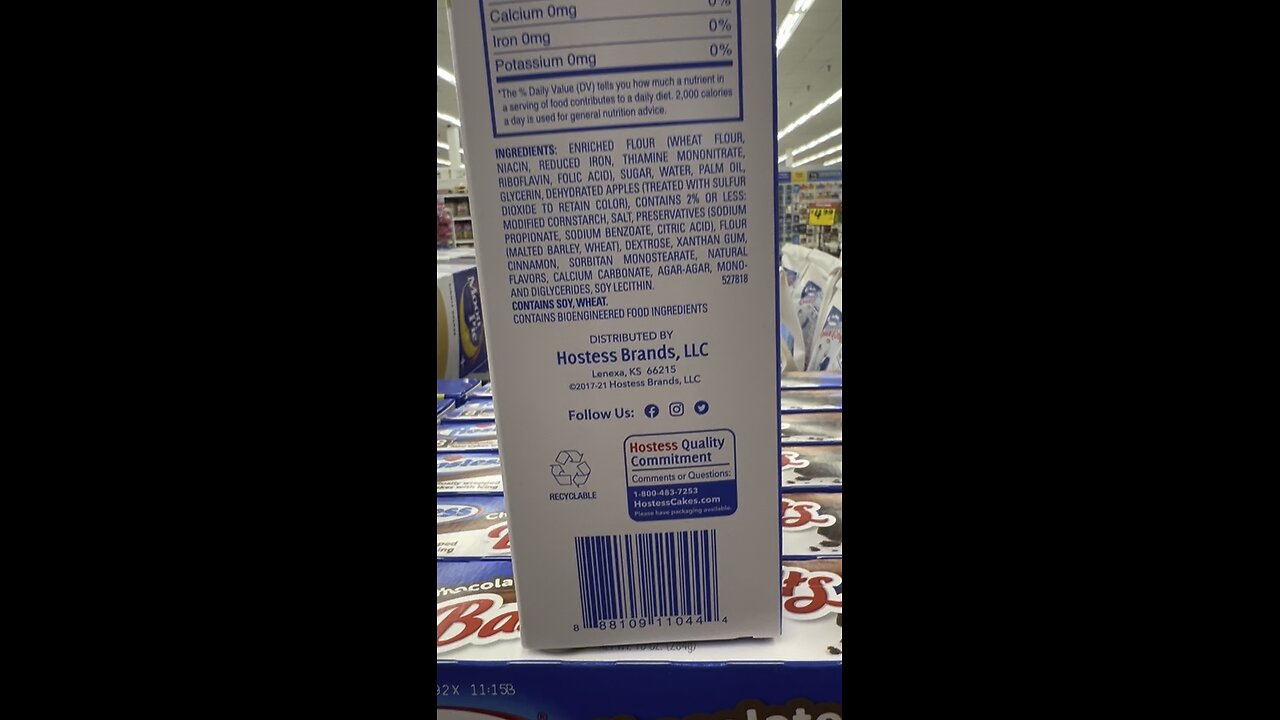 Calcium 0mg 0%
Iron 0mg 0%
Potassium 0mg 0%
*The % Daily Value (DV) tells you how much a nutrient in
a serving of food contributes to a daily diet. 2,000 calories
a day is used for general nutrition advice.
INGREDIENTS: ENRICHED FLOUR (WHEAT FLOUR,
NIACIN, REDUCED IRON, THIAMINE MONONITRATE,
RIBOFLAVIN, FOLIC ACID), SUGAR, WATER, PALM OIL,
GLYCERIN, DEHYDRATED APPLES (TREATED WITH SULFUR
DIOXIDE TO RETAIN COLOR), CONTAINS 2% OR LESS:
MODIFIED CORNSTARCH, SALT, PRESERVATIVES (SODIUM
PROPIONATE, SODIUM BENZOATE, CITRIC ACID), FLOUR
(MALTED BARLEY, WHEAT), DEXTROSE, XANTHAN GUM,
CINNAMON, SORBITAN MONOSTEARATE, NATURAL
FLAVORS, CALCIUM CARBONATE, AGAR-AGAR, MONO-
AND DIGLYCERIDES, SOY LECITHIN. 527818
CONTAINS SOY, WHEAT.
CONTAINS BIOENGINEERED FOOD INGREDIENTS
DISTRIBUTED BY
Hostess Brands, LLC
Lenexa, KS 66215
©2017-21 Hostess Brands, LLC
Follow Us:
RECYCLABLE
Hostess Quality
Commitment
Comments or Questions:
1-800-483-7253
HostessCakes.com
Please have packaging available.
8 88109 11044 4
92X 11:15B